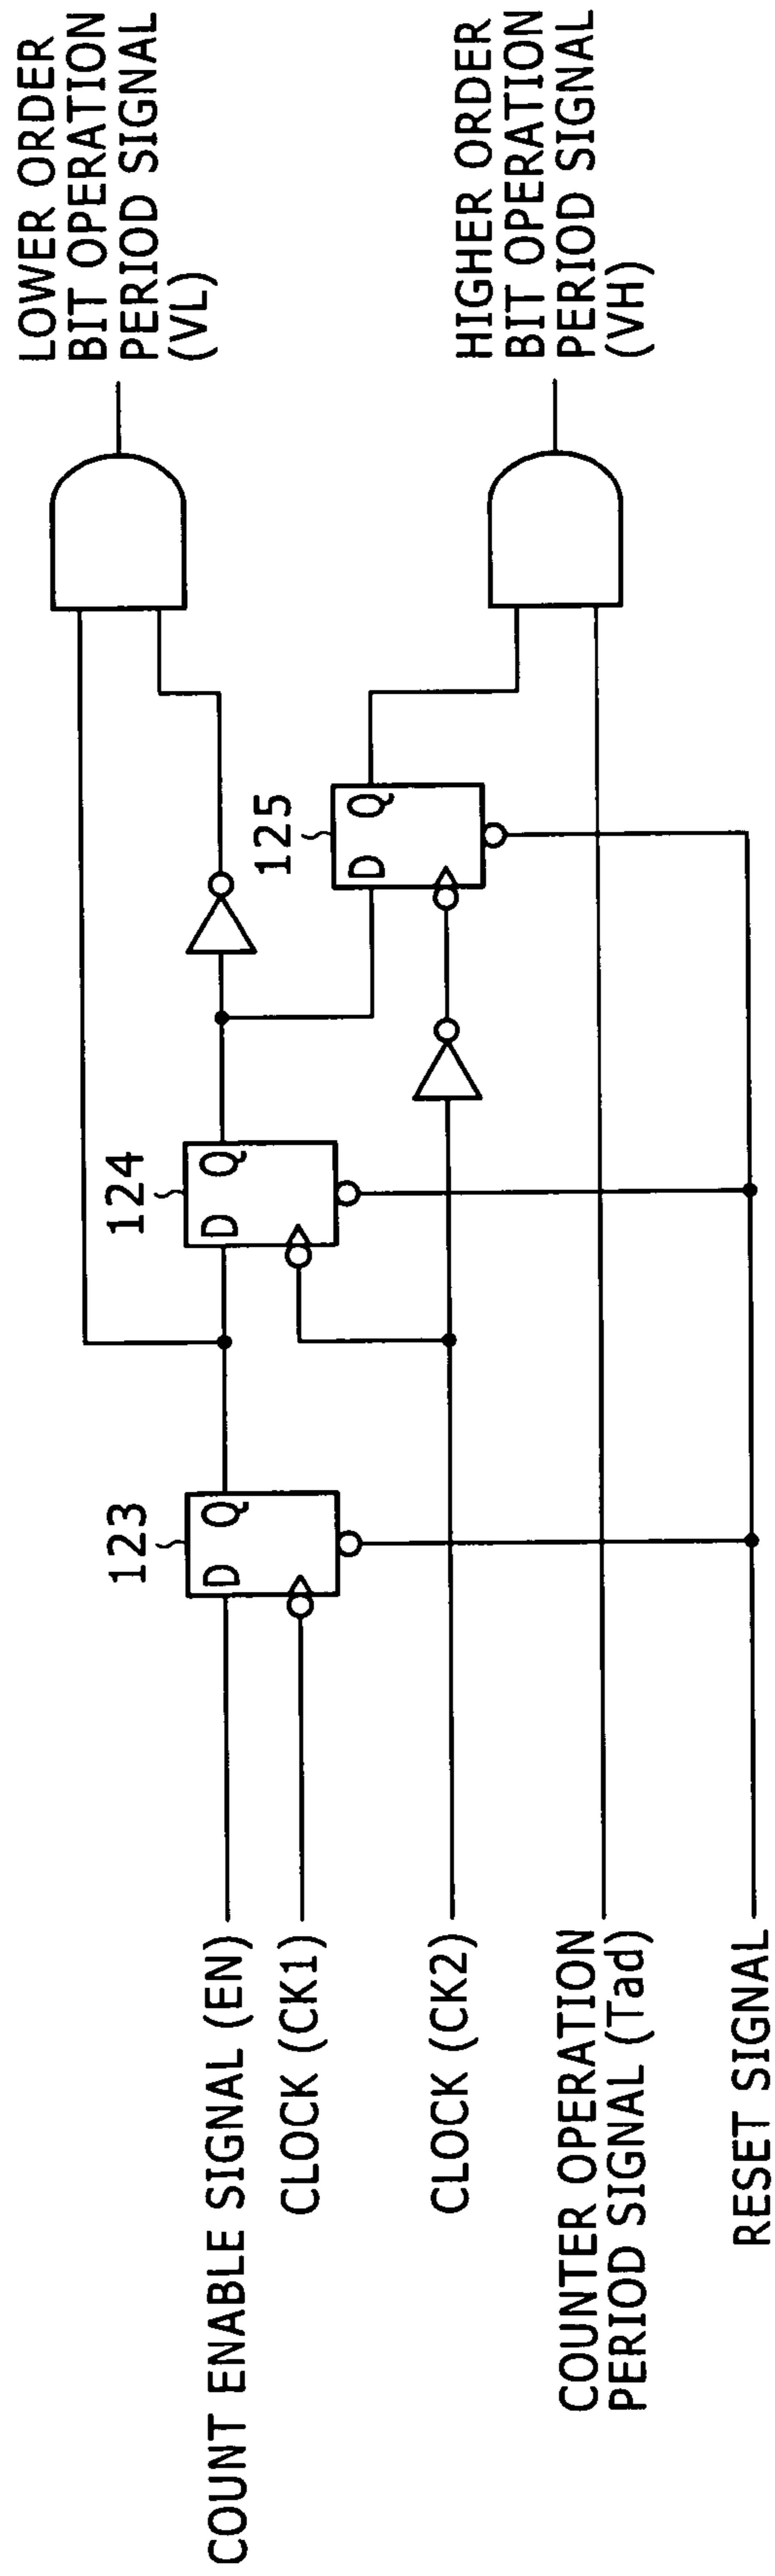 COUNT ENABLE SIGNAL (EN)
CLOCK (CK1)
CLOCK (CK2)
COUNTER OPERATION
PERIOD SIGNAL (Tad)
RESET SIGNAL
123
D Q
124
D Q
125
D Q
LOWER ORDER
BIT OPERATION
PERIOD SIGNAL
(VL)
HIGHER ORDER
BIT OPERATION
PERIOD SIGNAL
(VH)